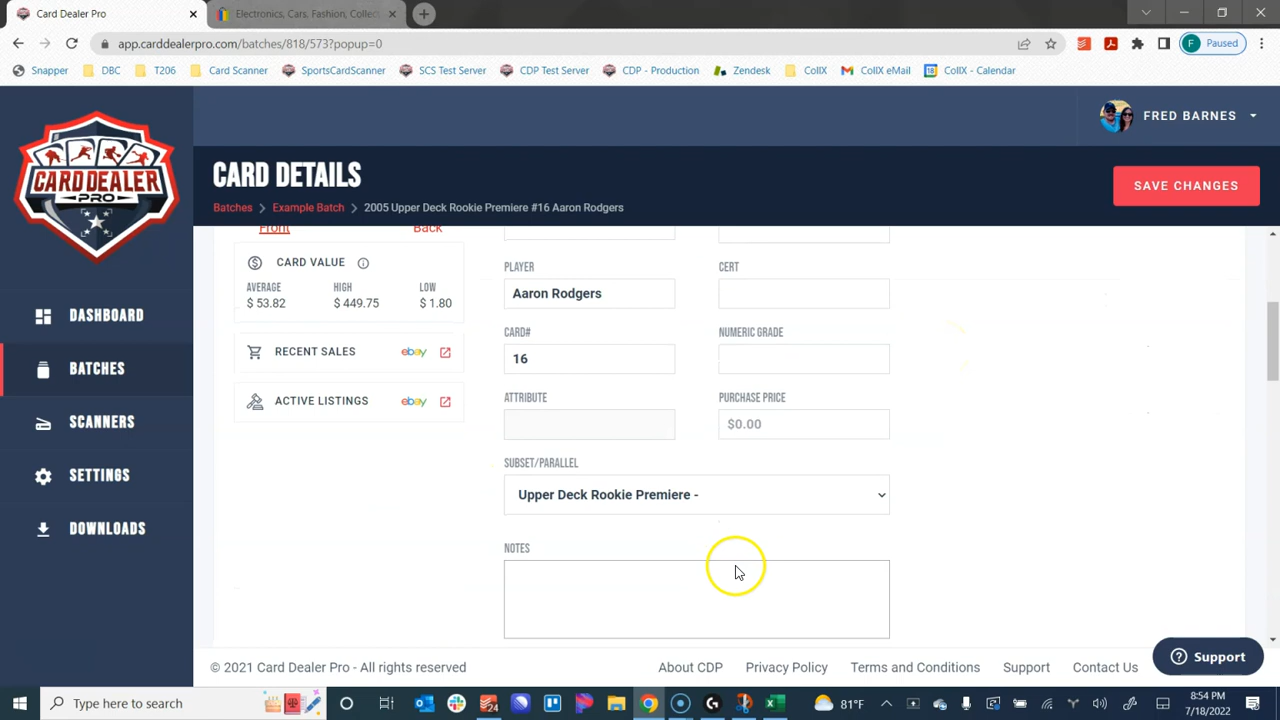 Card Dealer Pro
Electronics, Cars, Fashion, Collec
app.carddealerpro.com/batches/818/573?popup=0
F Paused
Snapper
DBC
T206
Card Scanner
SportsCardScanner
SCS Test Server
CDP Test Server
CDP - Production
Zendesk
CollX
CollX eMail
CollX - Calendar
CARD DEALER
PRO
FRED BARNES
CARD DETAILS
SAVE CHANGES
Batches > Example Batch > 2005 Upper Deck Rookie Premiere #16 Aaron Rodgers
DASHBOARD
BATCHES
SCANNERS
SETTINGS
DOWNLOADS
Front
Back
CARD VALUE
AVERAGE
HIGH
LOW
$ 53.82
$ 449.75
$ 1.80
RECENT SALES
ebay
ACTIVE LISTINGS
ebay
PLAYER
CERT
Aaron Rodgers
CARD#
NUMERIC GRADE
16
ATTRIBUTE
PURCHASE PRICE
$0.00
SUBSET/PARALLEL
Upper Deck Rookie Premiere -
NOTES
© 2021 Card Dealer Pro - All rights reserved
About CDP
Privacy Policy
Terms and Conditions
Support
Contact Us
Support
Type here to search
81°F
8:54 PM
7/18/2022